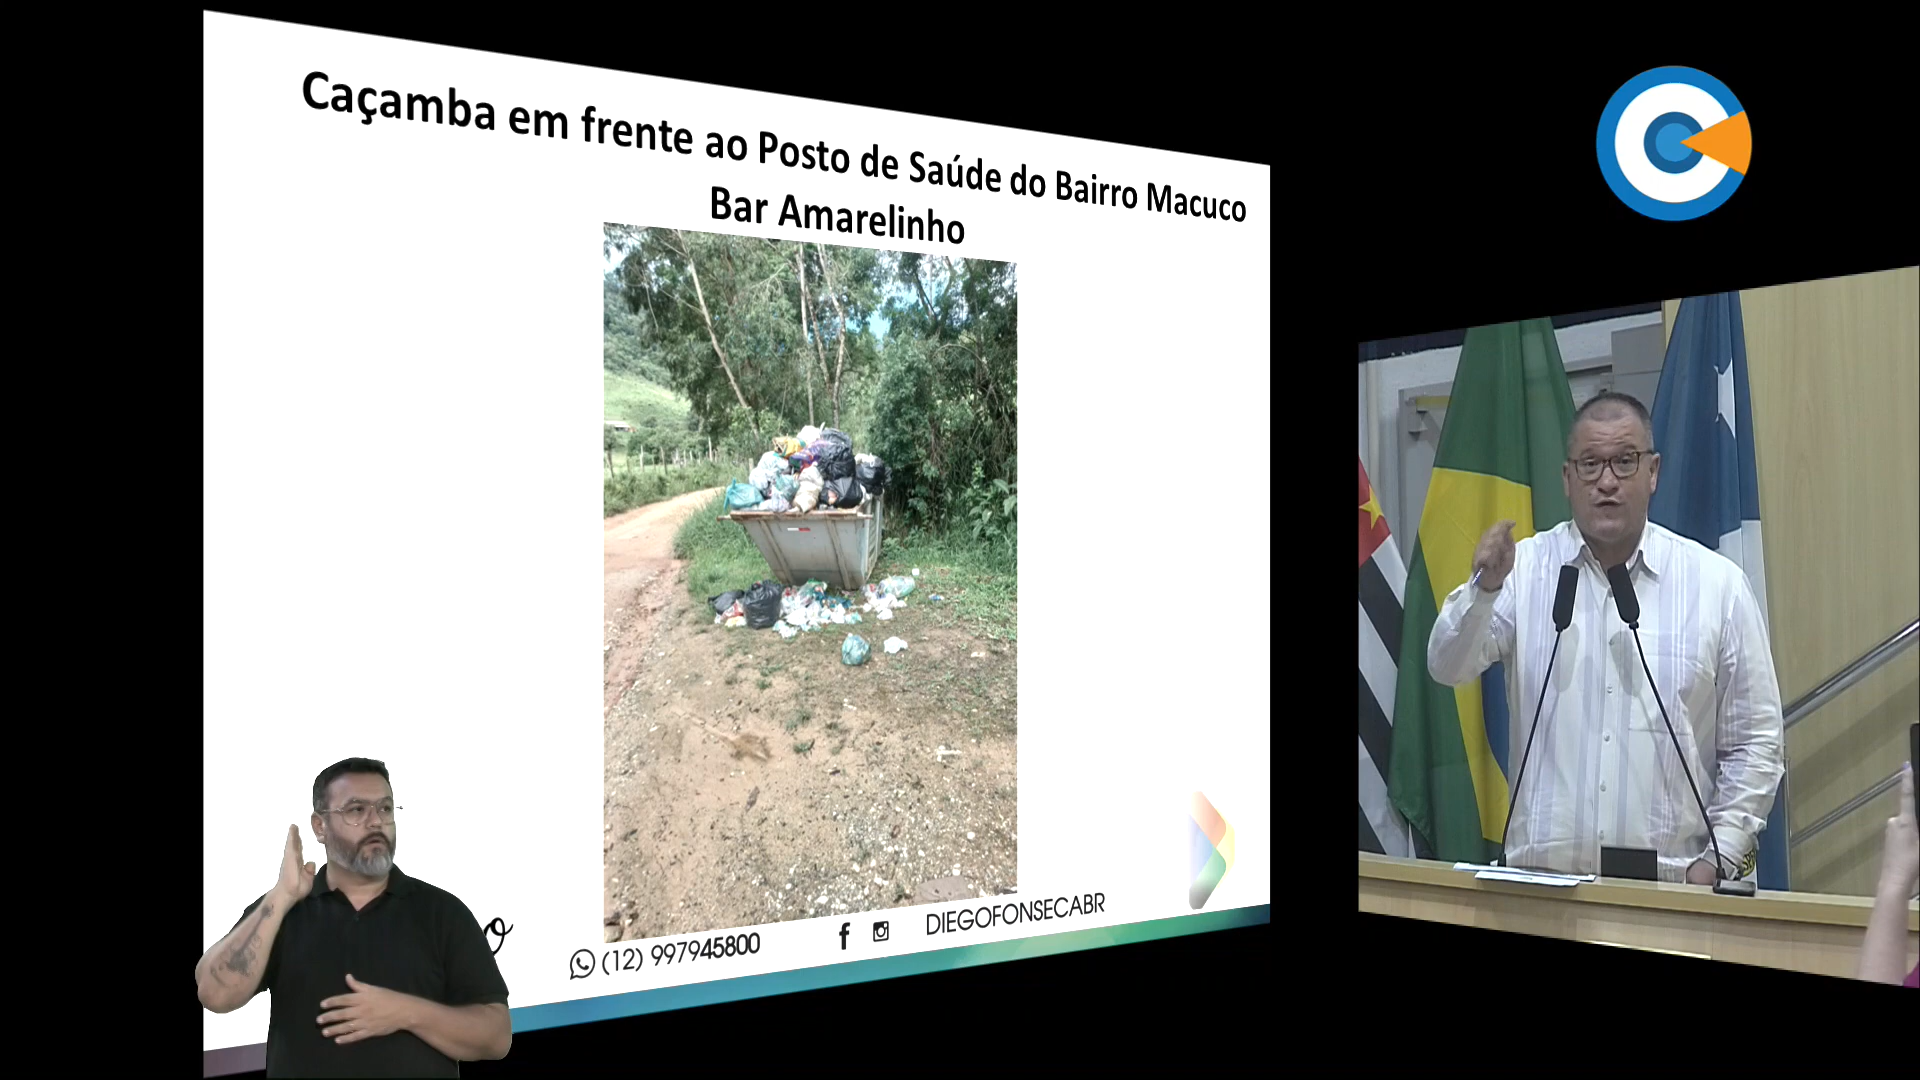 Caçamba em frente ao Posto de Saúde do Bairro Macuco
Bar Amarelinho
(12) 997945800
DIEGOFONSECABR